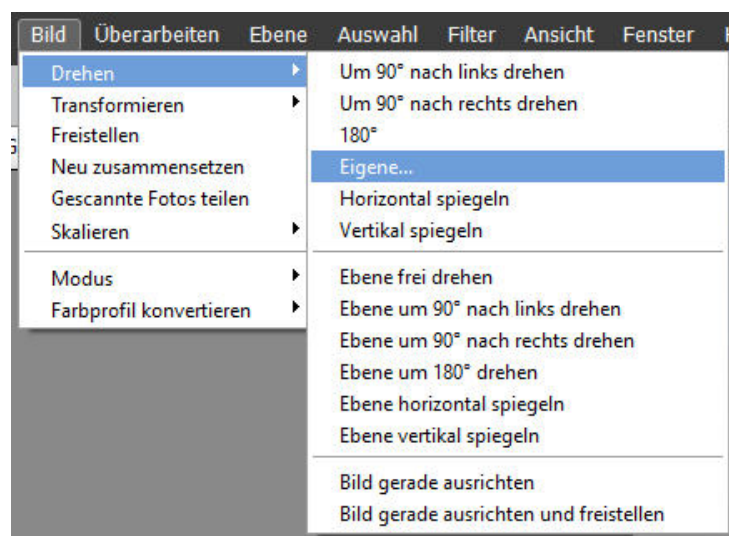 Bild Überarbeiten Ebene Auswahl Filter Ansicht Fenster
Drehen
Transformieren
Freistellen
Neu zusammensetzen
Gescannte Fotos teilen
Skalieren
Modus
Farbprofil konvertieren
Um 90° nach links drehen
Um 90° nach rechts drehen
180°
Eigene...
Horizontal spiegeln
Vertikal spiegeln
Ebene frei drehen
Ebene um 90° nach links drehen
Ebene um 90° nach rechts drehen
Ebene um 180° drehen
Ebene horizontal spiegeln
Ebene vertikal spiegeln
Bild gerade ausrichten
Bild gerade ausrichten und freistellen